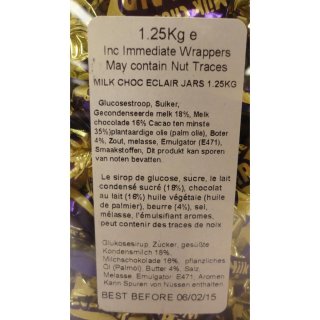 1.25Kg e
Inc Immediate Wrappers
May contain Nut Traces
MILK CHOC ECLAIR JARS 1.25KG
Glucosestroop, Suiker,
Gecondenseerde melk 18%, Melk
chocolade 16% Cacao ten minste
35%)plantaardige olie (palm olie), Boter
4%, Zout, melasse, Emulgator (E471),
Smaakstoffen, Dit produkt kan sporen
van noten bevatten.
Le sirop de glucose, sucre, le lait
condensé sucré (18%), chocolat
au lait (18%) huile végétale (huile
de palmier), beurre (4%), sel,
mélasse, l'émulsifiant aromes,
peut contenir des traces de noix
Glukosesirup, Zücker, gesüßte
Kondensmilch 18%,
Milchschokolade 16%, pflanzliches
Öl (Palmöl), Butter 4%, Salz,
Melasse, Emulgator E471, Aromen
Kann Spuren von Nüssen enthalten
BEST BEFORE 06/02/15